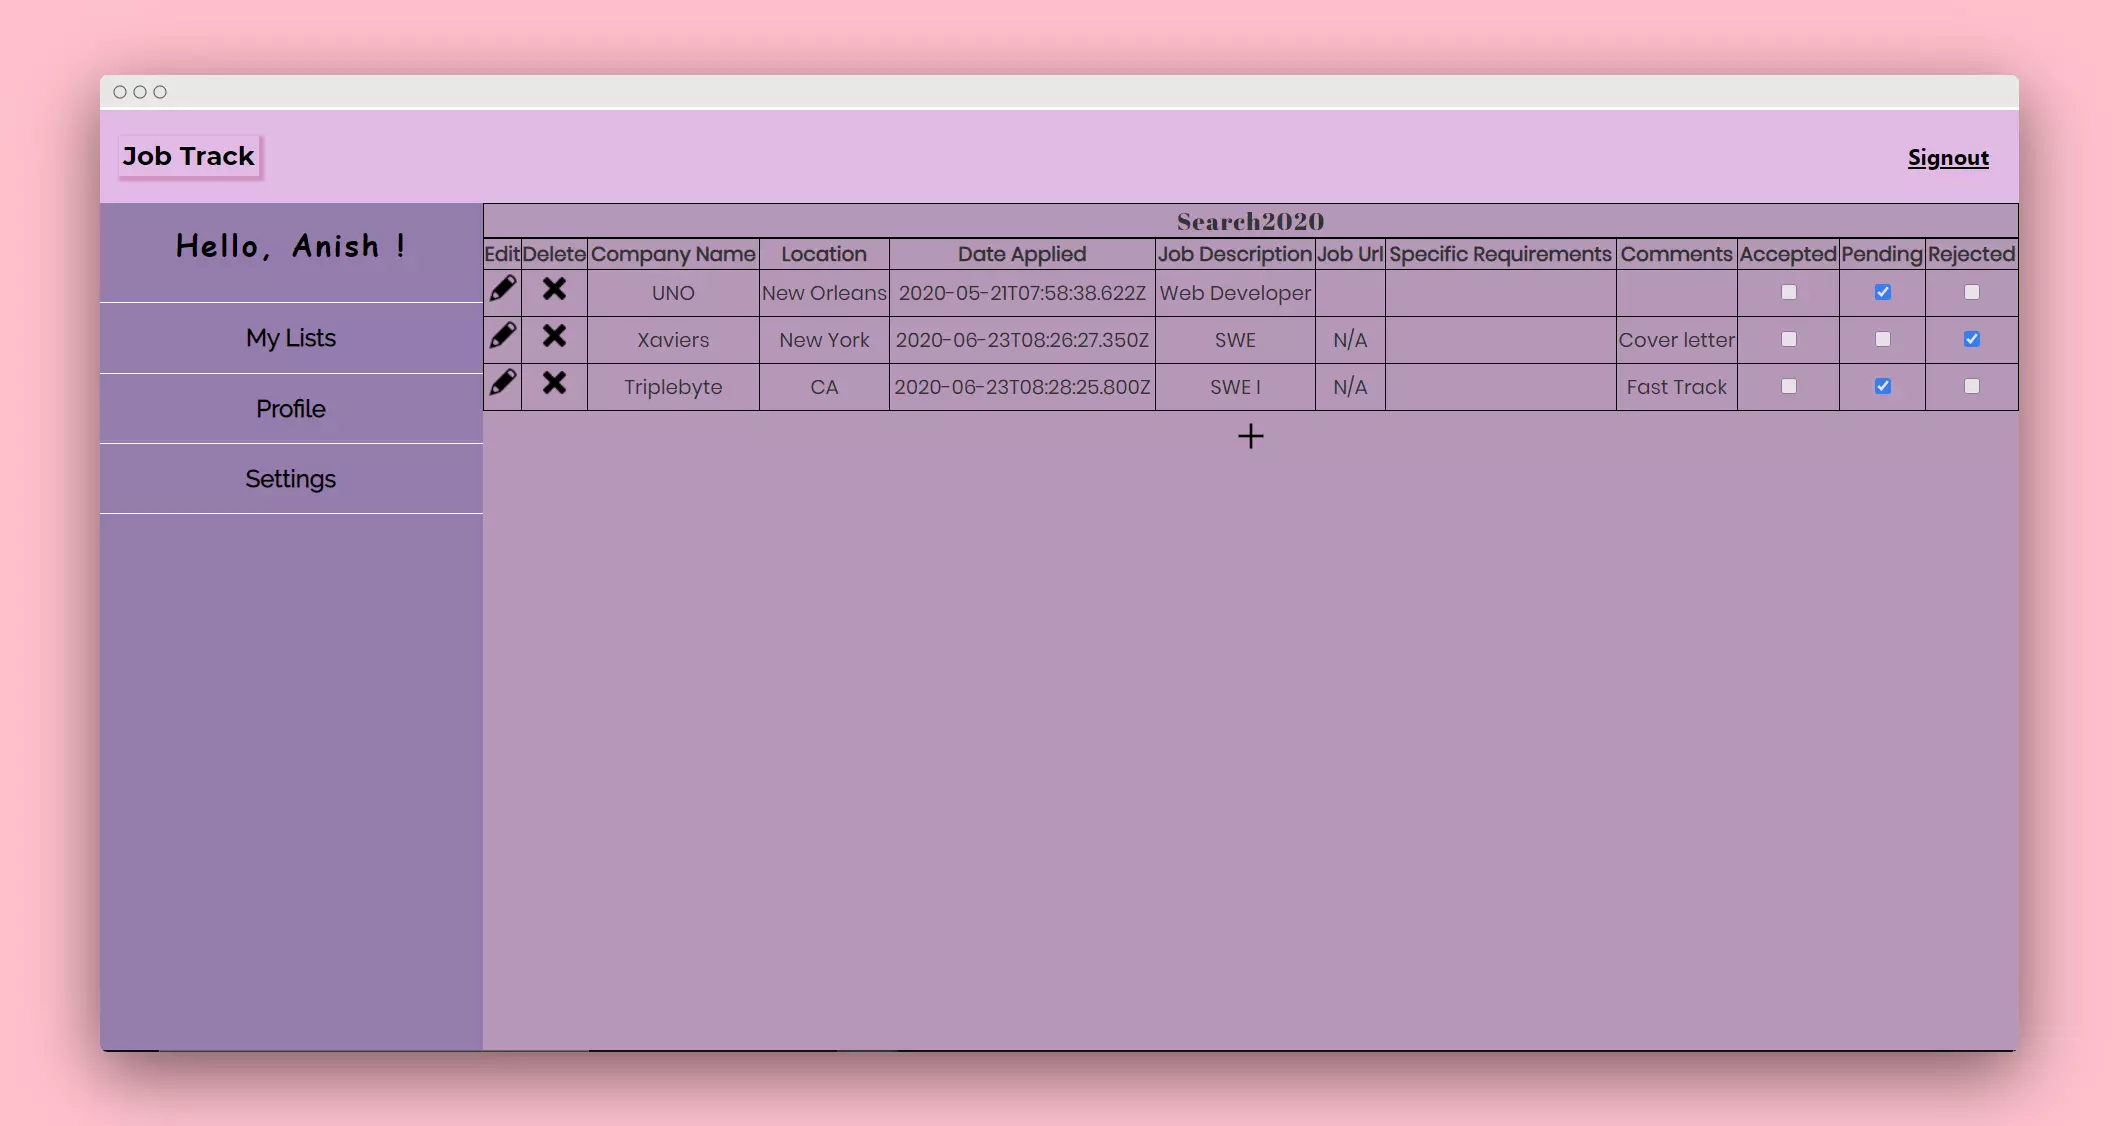 Job Track
Signout
Hello, Anish !
My Lists
Profile
Settings
Search2020
Edit Delete Company Name Location Date Applied Job Description Job Url Specific Requirements Comments Accepted Pending Rejected
UNO New Orleans 2020-05-21T07:58:38.622Z Web Developer
Xaviers New York 2020-06-23T08:26:27.350Z SWE N/A Cover letter
Triplebyte CA 2020-06-23T08:28:25.800Z SWE I N/A Fast Track